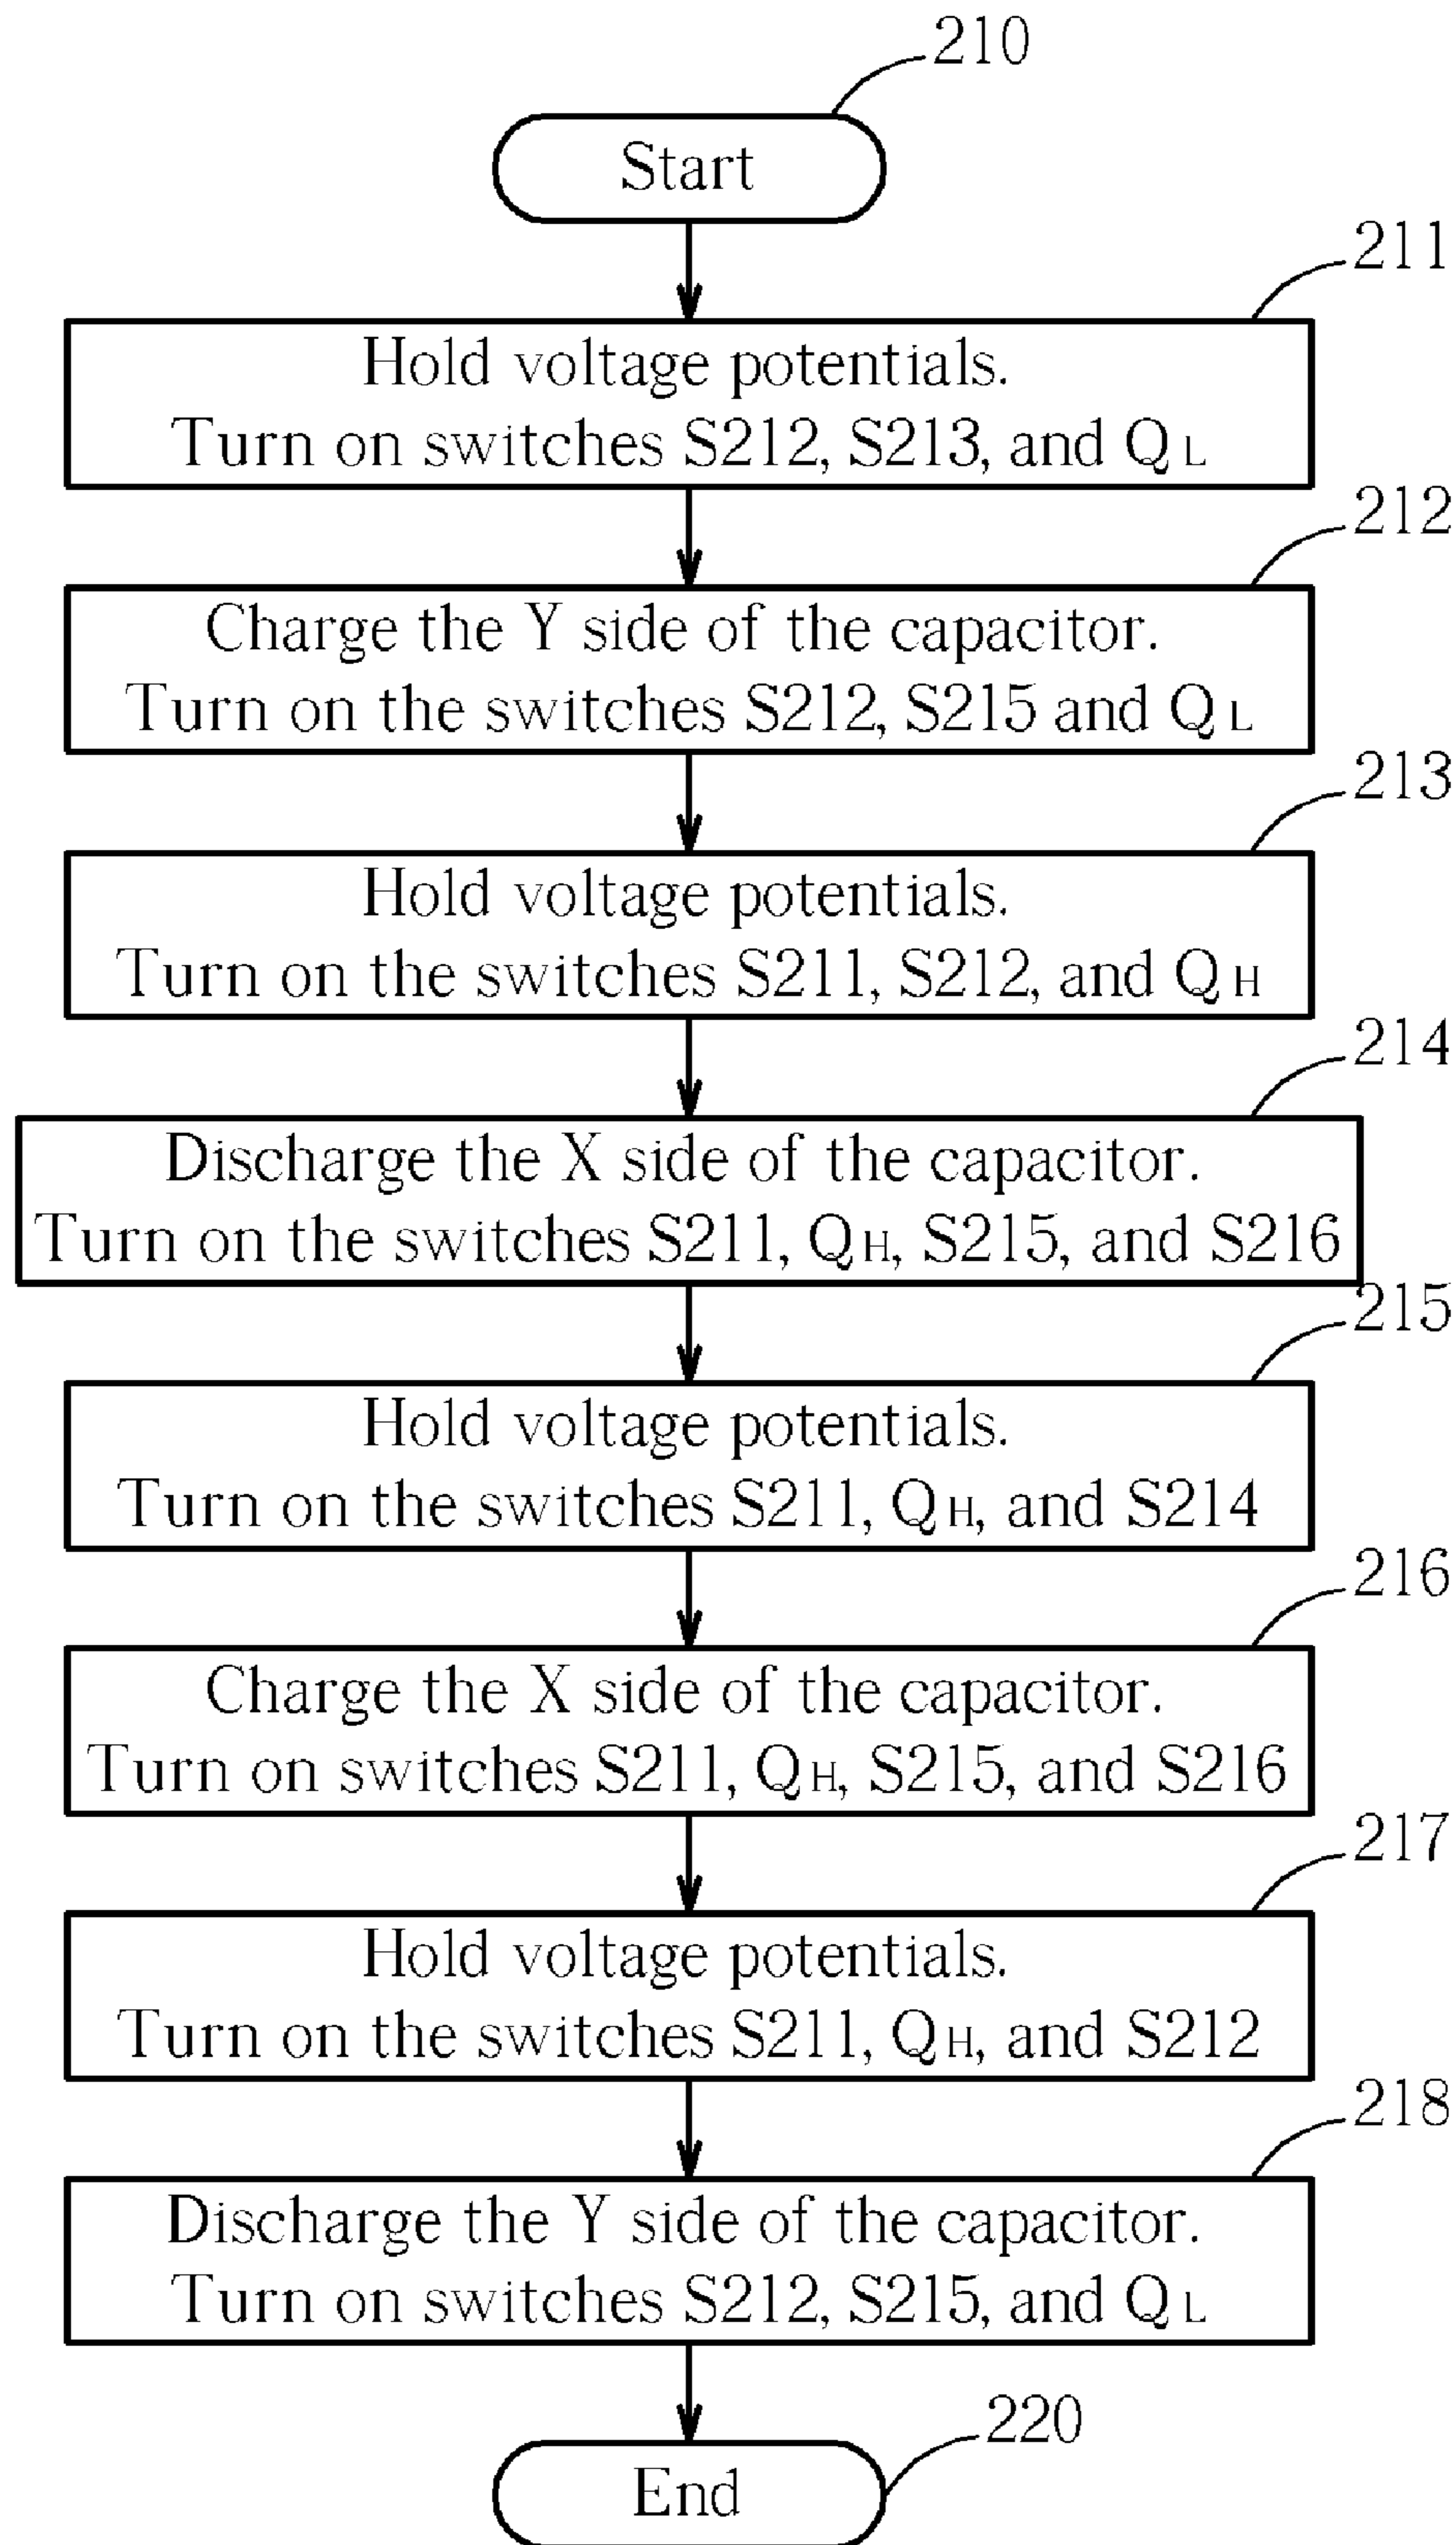 210
Start
211
Hold voltage potentials.
Turn on switches S212, S213, and QL
212
Charge the Y side of the capacitor.
Turn on the switches S212, S215 and QL
213
Hold voltage potentials.
Turn on the switches S211, S212, and QH
214
Discharge the X side of the capacitor.
Turn on the switches S211, QH, S215, and S216
215
Hold voltage potentials.
Turn on the switches S211, QH, and S214
216
Charge the X side of the capacitor.
Turn on switches S211, QH, S215, and S216
217
Hold voltage potentials.
Turn on the switches S211, QH, and S212
218
Discharge the Y side of the capacitor.
Turn on switches S212, S215, and QL
220
End